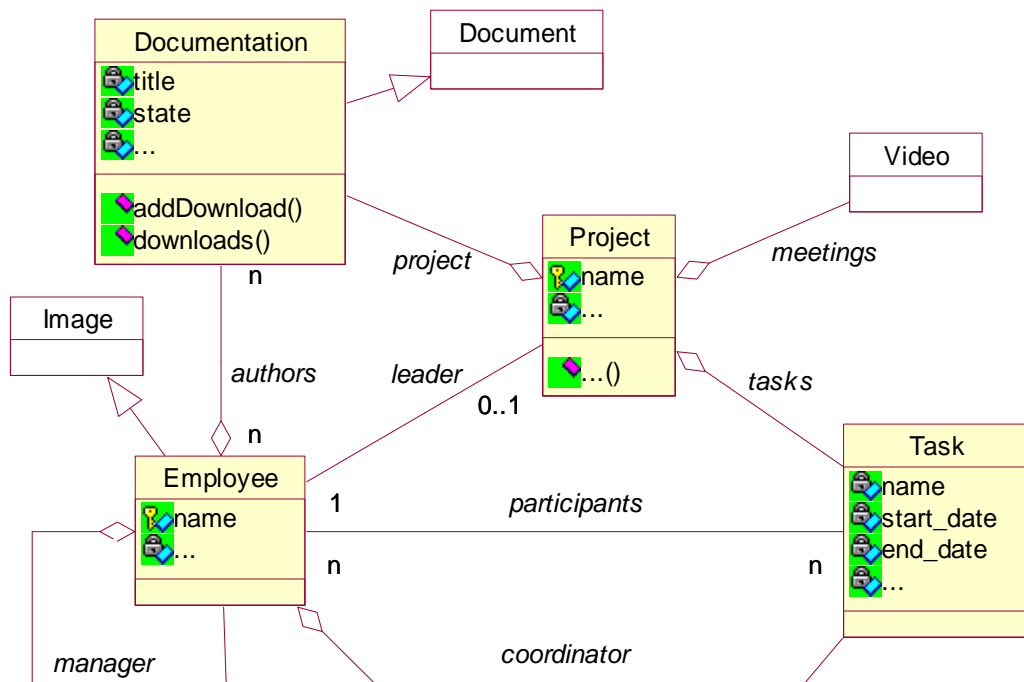 Documentation
title
state
...
addDownload()
downloads()
n
Document
Video
Project
name
...
...()
project
meetings
Image
authors
n
leader
0..1
tasks
Employee
name
...
1
participants
n
n
Task
name
start_date
end_date
...
manager
coordinator